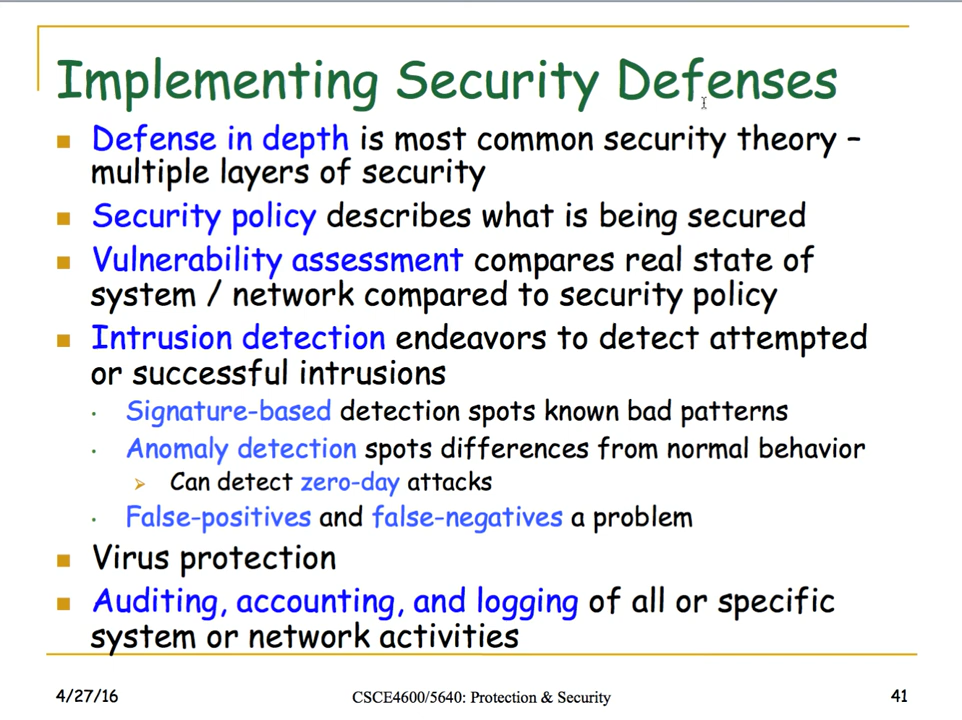 Implementing Security Defenses
Defense in depth is most common security theory –
multiple layers of security
Security policy describes what is being secured
Vulnerability assessment compares real state of
system / network compared to security policy
Intrusion detection endeavors to detect attempted
or successful intrusions
Signature-based detection spots known bad patterns
Anomaly detection spots differences from normal behavior
Can detect zero-day attacks
False-positives and false-negatives a problem
Virus protection
Auditing, accounting, and logging of all or specific
system or network activities
4/27/16 CSCE4600/5640: Protection & Security 41